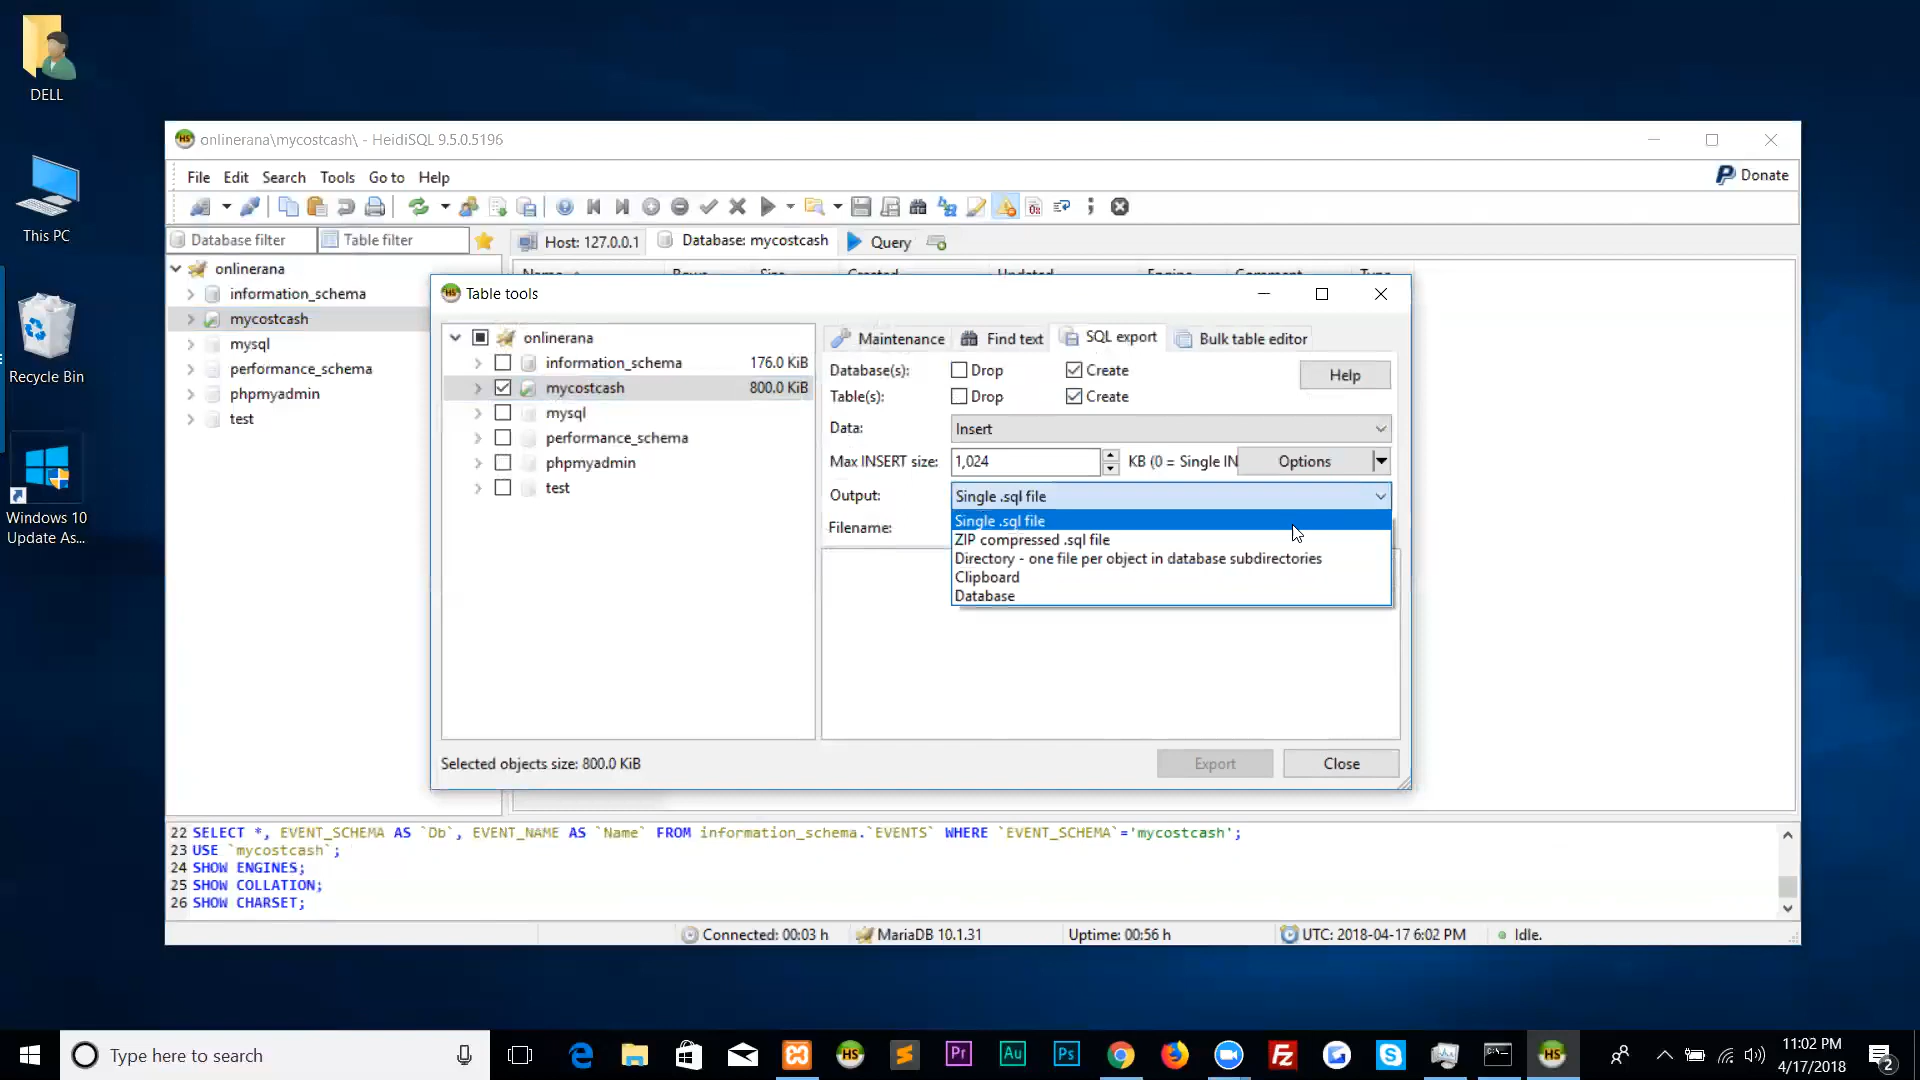 DELL
This PC
Recycle Bin
Windows 10
Update As...
onlinerana\mycostcash\ - HeidiSQL 9.5.0.5196
File Edit Search Tools Go to Help
Donate
Database filter
Table filter
Host: 127.0.0.1
Database: mycostcash
Query
onlinerana
information_schema
mycostcash
mysql
performance_schema
phpmyadmin
test
Table tools
onlinerana
information_schema 176.0 KiB
mycostcash 800.0 KiB
mysql
performance_schema
phpmyadmin
test
Maintenance
Find text
SQL export
Bulk table editor
Database(s): Drop Create
Help
Table(s): Drop Create
Data: Insert
Max INSERT size: 1,024 KB (0 = Single IN
Options
Output: Single .sql file
Single .sql file
Filename:
ZIP compressed .sql file
Directory - one file per object in database subdirectories
Clipboard
Database
Selected objects size: 800.0 KiB
Export
Close
22 SELECT *, EVENT_SCHEMA AS `Db`, EVENT_NAME AS `Name` FROM information_schema.`EVENTS` WHERE `EVENT_SCHEMA`='mycostcash';
23 USE `mycostcash`;
24 SHOW ENGINES;
25 SHOW COLLATION;
26 SHOW CHARSET;
Connected: 00:03 h
MariaDB 10.1.31
Uptime: 00:56 h
UTC: 2018-04-17 6:02 PM
Idle.
Type here to search
HS
Pr
Au
Ps
HS
11:02 PM
4/17/2018
2